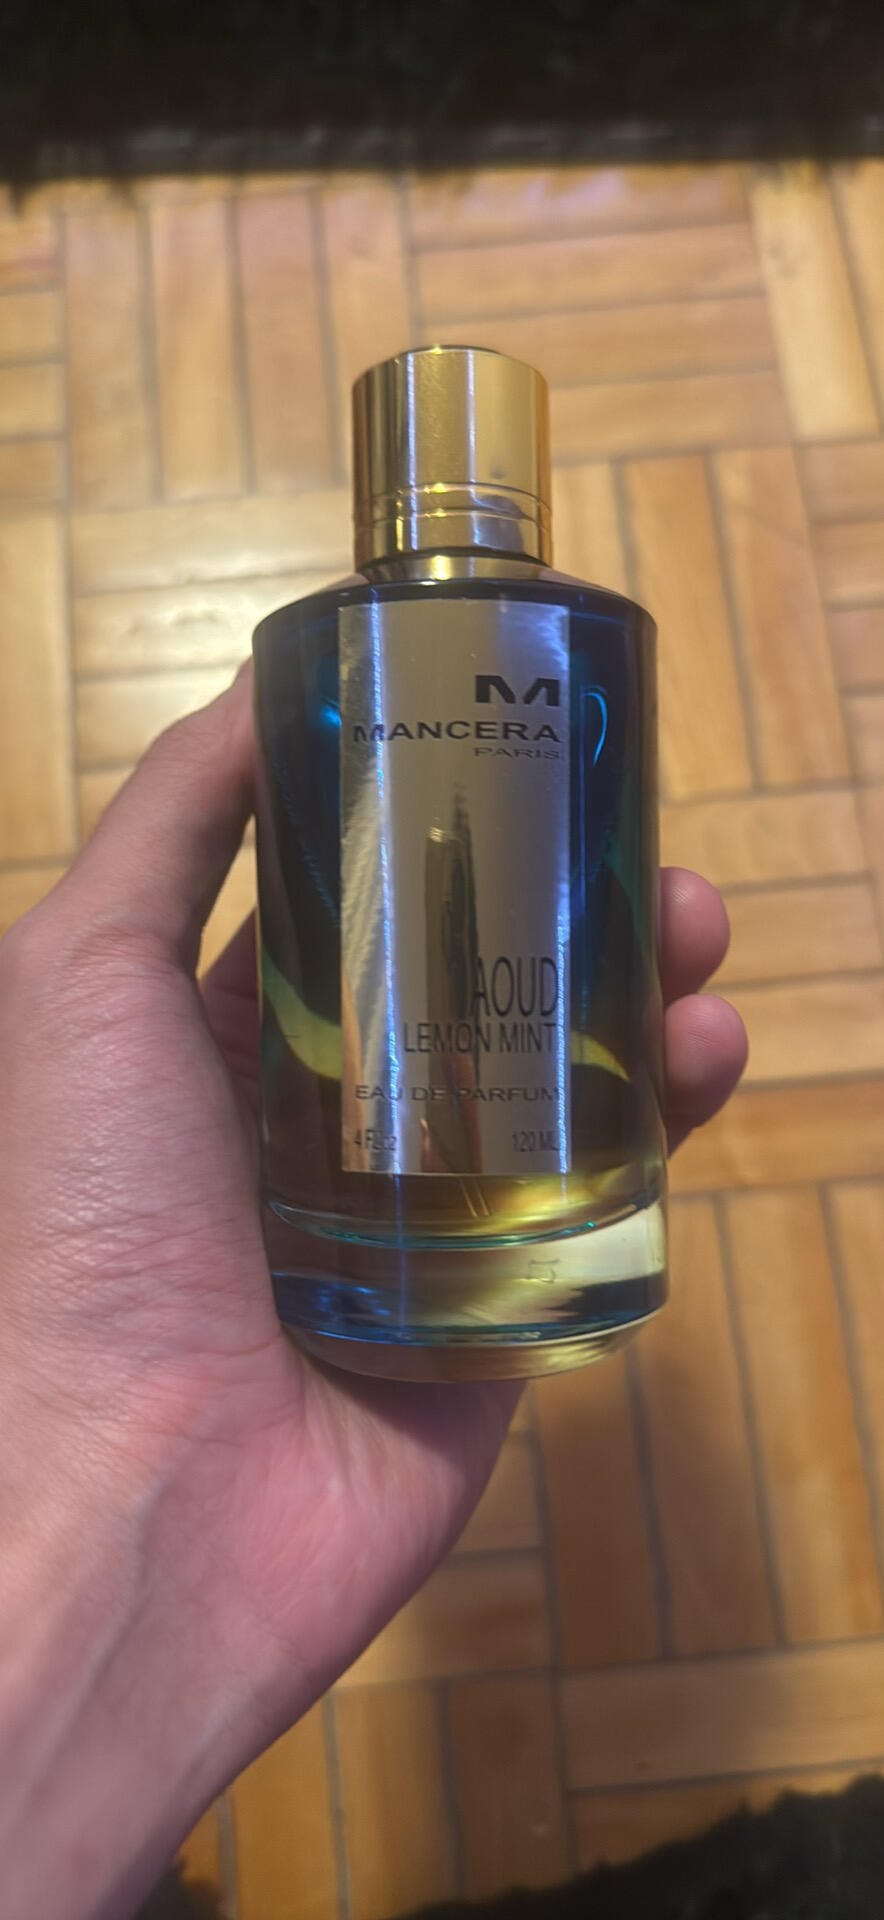 M
MANCERA
PARIS
AOUD
LEMON MINT
EAU DE PARFUM
4 Fl.oz 120 ML